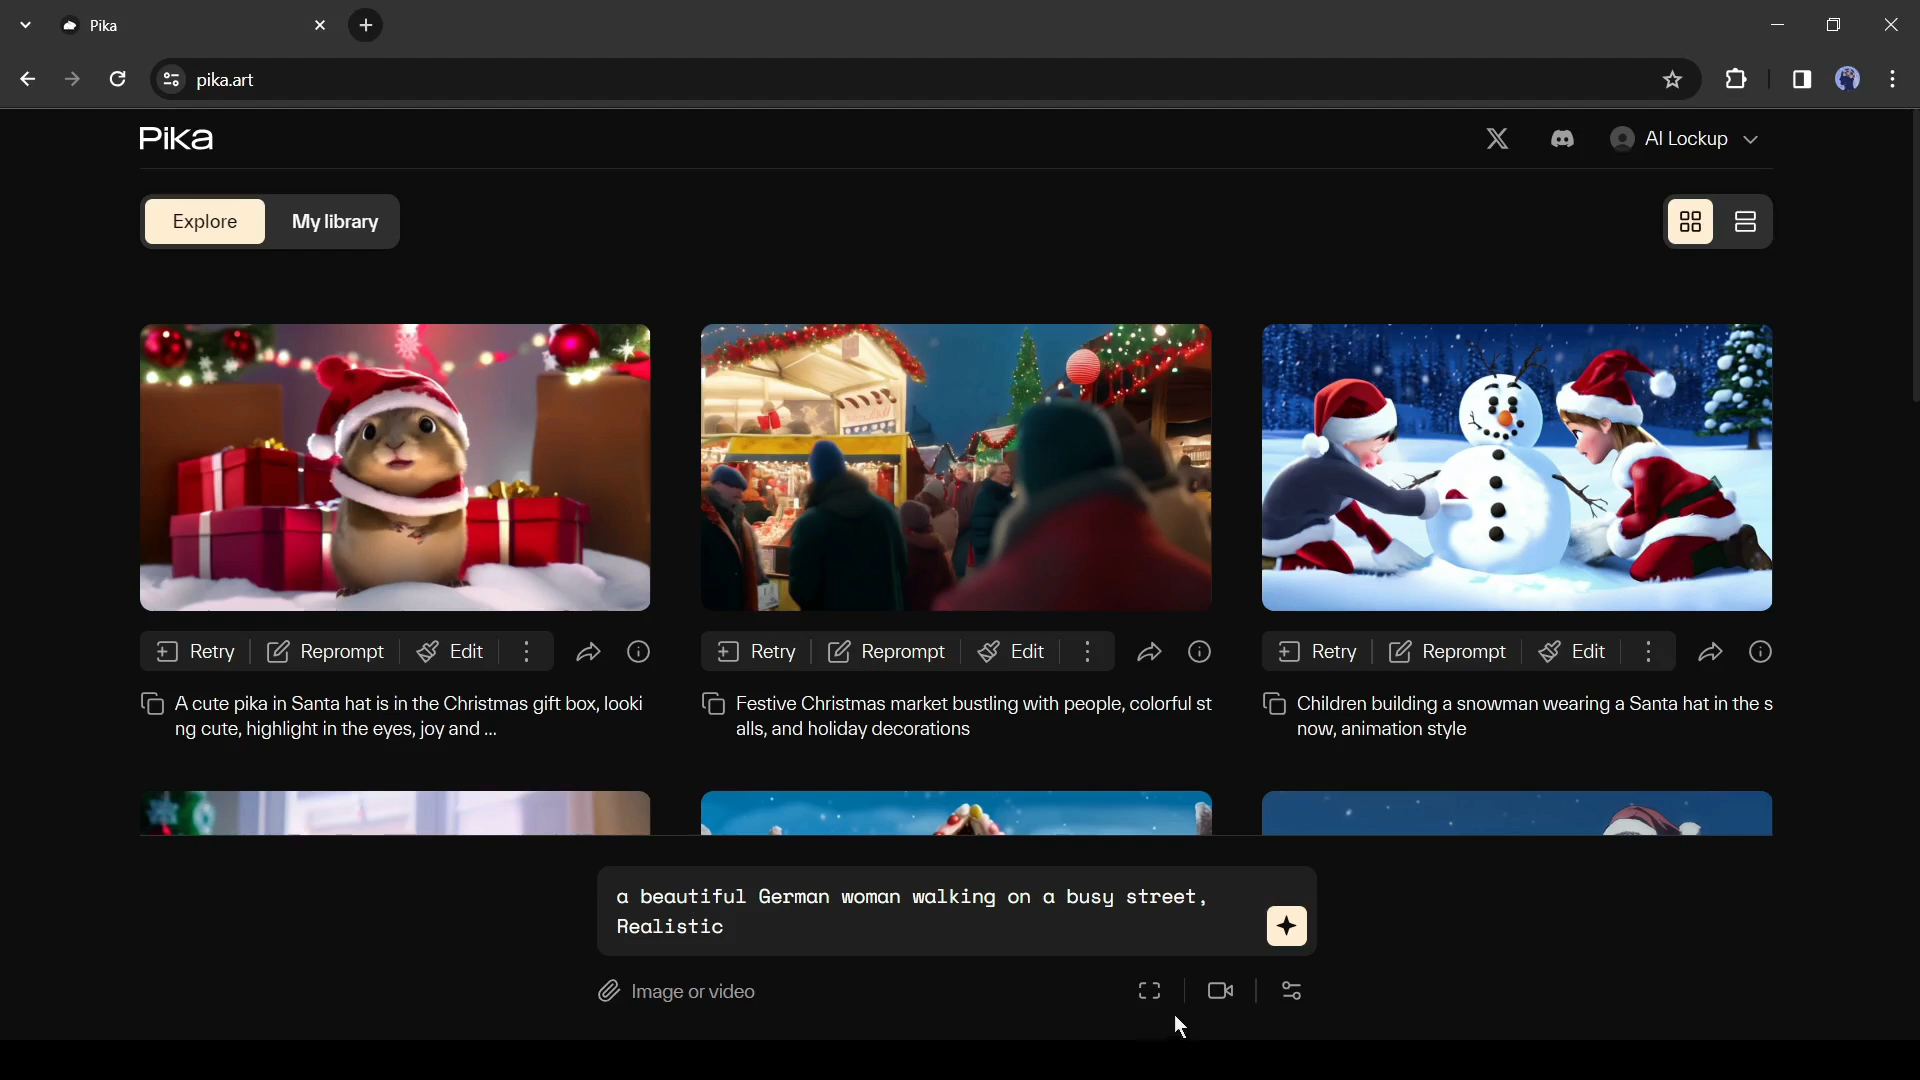 Pika
pika.art
Pika
AI Lockup
Explore
My library
Retry
Reprompt
Edit
Retry
Reprompt
Edit
Retry
Reprompt
Edit
A cute pika in Santa hat is in the Christmas gift box, looki
ng cute, highlight in the eyes, joy and ...
Festive Christmas market bustling with people, colorful st
alls, and holiday decorations
Children building a snowman wearing a Santa hat in the s
now, animation style
a beautiful German woman walking on a busy street,
Realistic
Image or video